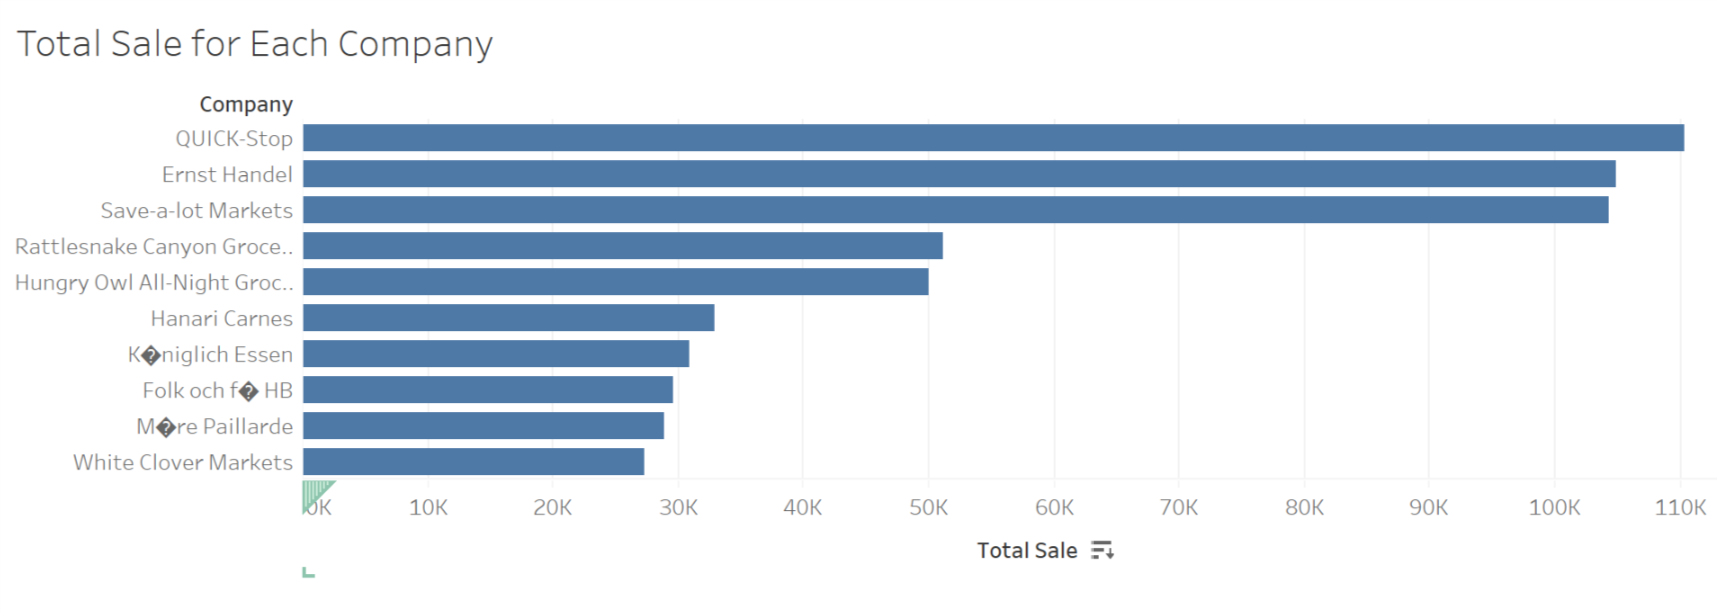 Total Sale for Each Company
Company
QUICK-Stop
Ernst Handel
Save-a-lot Markets
Rattlesnake Canyon Groce..
Hungry Owl All-Night Groc..
Hanari Carnes
K�niglich Essen
Folk och f� HB
M�re Paillarde
White Clover Markets
0K 10K 20K 30K 40K 50K 60K 70K 80K 90K 100K 110K
Total Sale